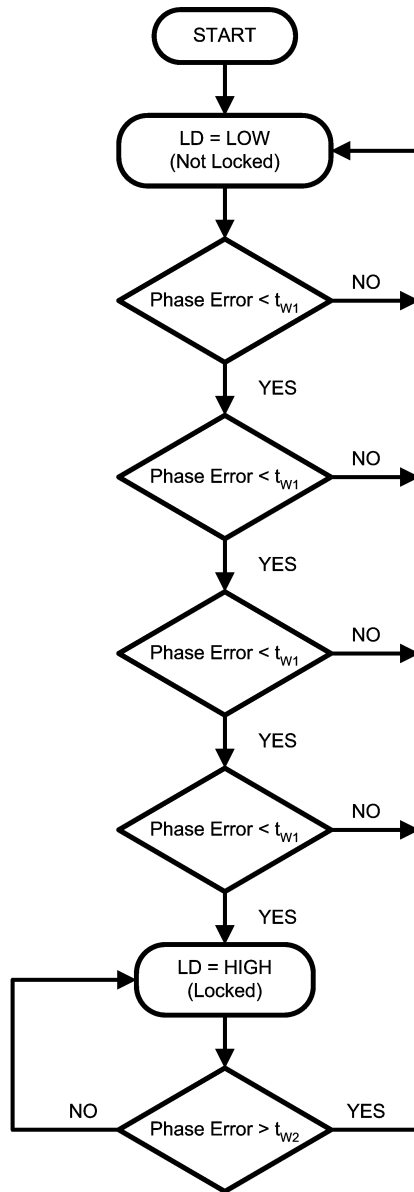 START
LD = LOW
(Not Locked)
Phase Error < tW1
NO
YES
Phase Error < tW1
NO
YES
Phase Error < tW1
NO
YES
Phase Error < tW1
NO
YES
LD = HIGH
(Locked)
NO
Phase Error > tW2
YES